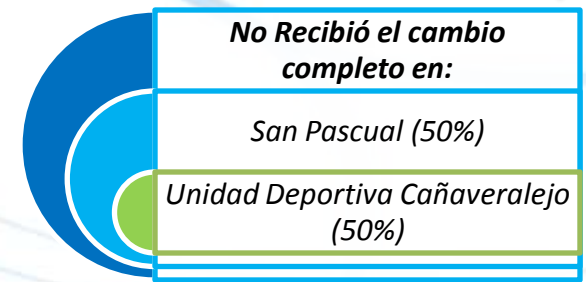 No Recibió el cambio
completo en:
San Pascual (50%)
Unidad Deportiva Cañaveralejo
(50%)